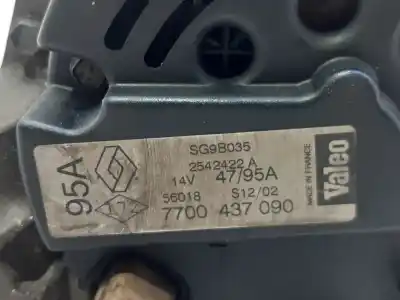 95A
SG9B035
2542422 A
14V 47/95A
56018 S12/02
7700 437 090
MADE IN FRANCE
Valeo